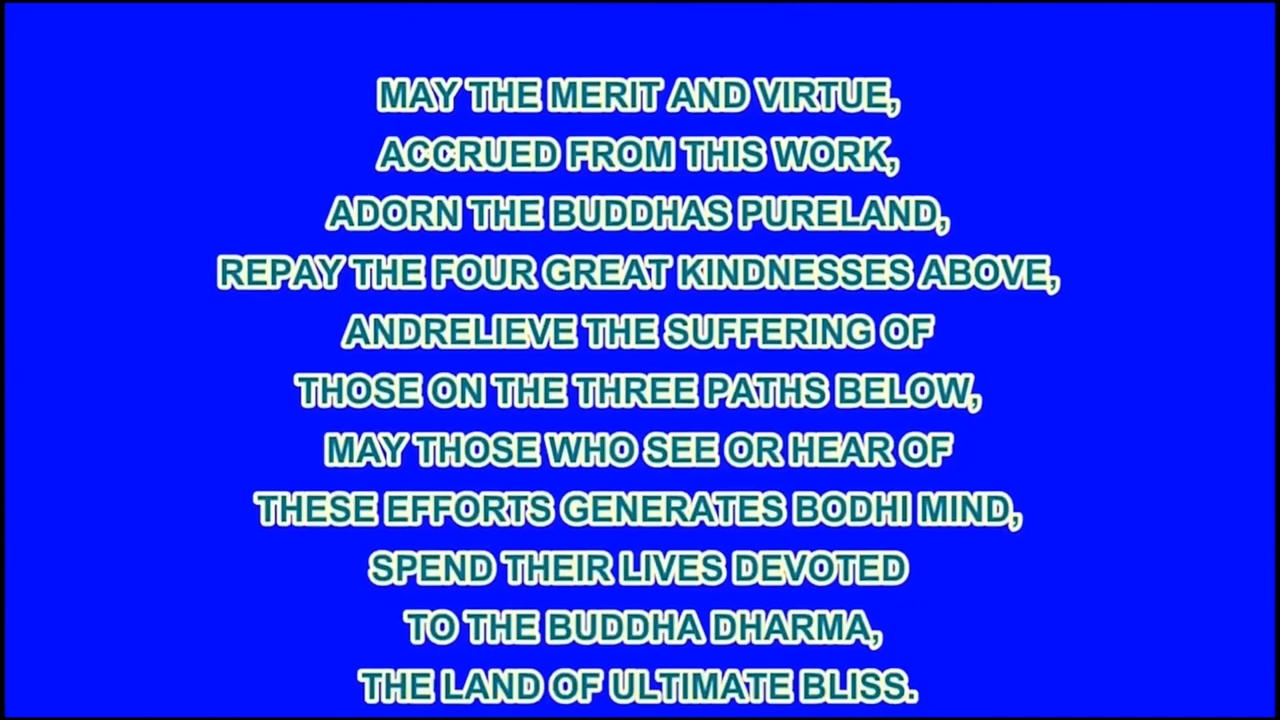 MAY THE MERIT AND VIRTUE,
ACCRUED FROM THIS WORK,
ADORN THE BUDDHAS PURELAND,
REPAY THE FOUR GREAT KINDNESSES ABOVE,
ANDRELIEVE THE SUFFERING OF
THOSE ON THE THREE PATHS BELOW,
MAY THOSE WHO SEE OR HEAR OF
THESE EFFORTS GENERATES BODHI MIND,
SPEND THEIR LIVES DEVOTED
TO THE BUDDHA DHARMA,
THE LAND OF ULTIMATE BLISS.